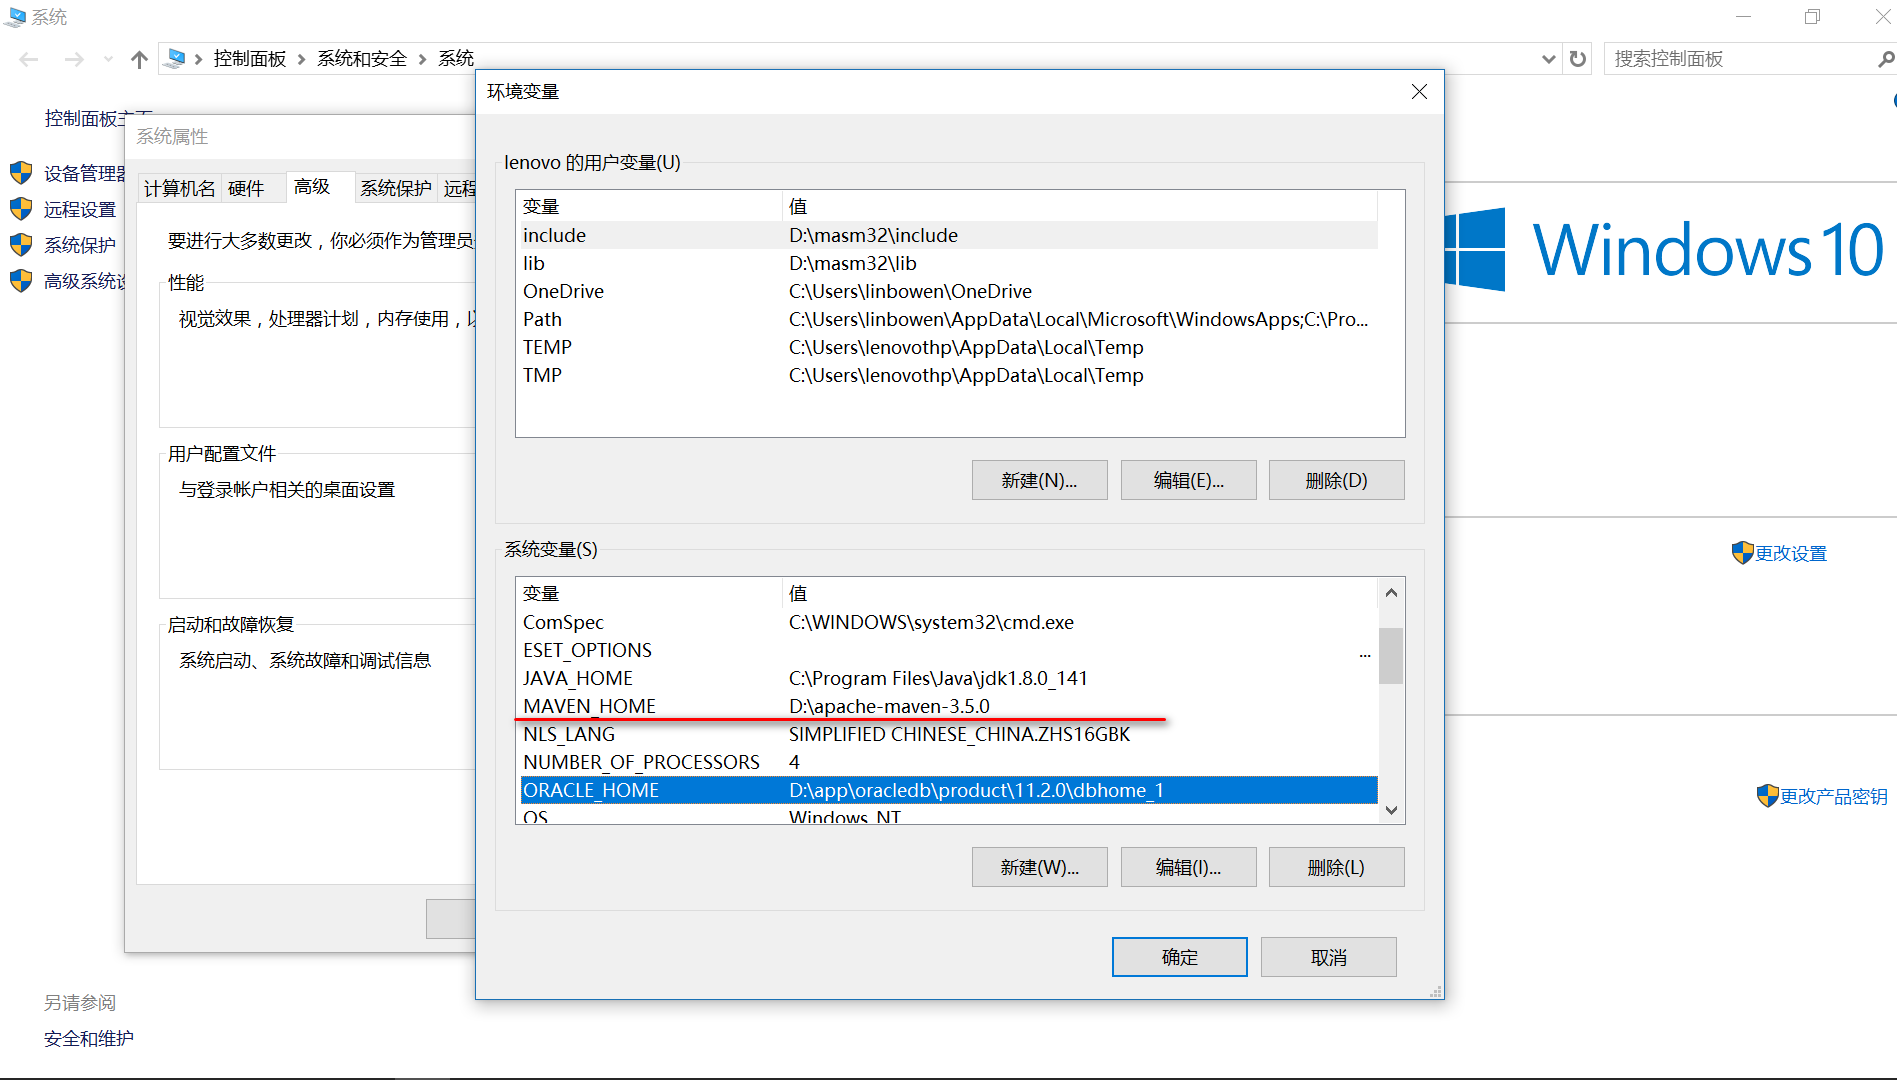 系统
控制面板 系统和安全 系统
搜索控制面板
控制面板主页
设备管理器
远程设置
系统保护
高级系统设
另请参阅
安全和维护
系统属性
计算机名 硬件 高级 系统保护 远程
要进行大多数更改，你必须作为管理员
性能
视觉效果，处理器计划，内存使用，以
用户配置文件
与登录帐户相关的桌面设置
启动和故障恢复
系统启动、系统故障和调试信息
环境变量
lenovo 的用户变量(U)
变量 值
include D:\masm32\include
lib D:\masm32\lib
OneDrive C:\Users\linbowen\OneDrive
Path C:\Users\linbowen\AppData\Local\Microsoft\WindowsApps;C:\Pro...
TEMP C:\Users\lenovothp\AppData\Local\Temp
TMP C:\Users\lenovothp\AppData\Local\Temp
新建(N)... 编辑(E)... 删除(D)
系统变量(S)
变量 值
ComSpec C:\WINDOWS\system32\cmd.exe
ESET_OPTIONS ...
JAVA_HOME C:\Program Files\Java\jdk1.8.0_141
MAVEN_HOME D:\apache-maven-3.5.0
NLS_LANG SIMPLIFIED CHINESE_CHINA.ZHS16GBK
NUMBER_OF_PROCESSORS 4
ORACLE_HOME D:\app\oracledb\product\11.2.0\dbhome_1
OS Windows_NT
新建(W)... 编辑(I)... 删除(L)
确定 取消
Windows 10
更改设置
更改产品密钥